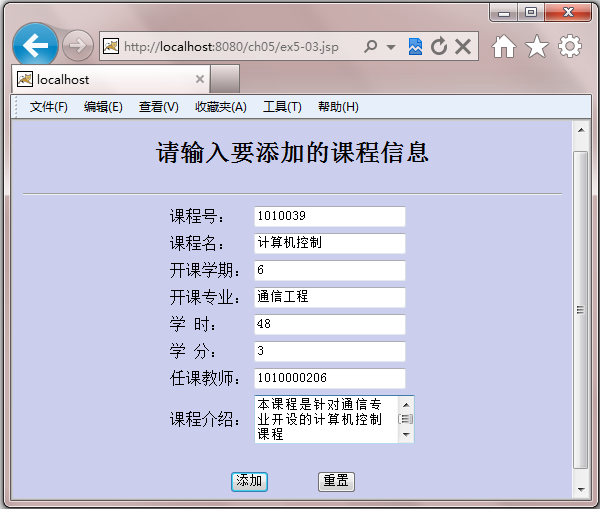 http://localhost:8080/ch05/ex5-03.jsp
localhost
文件(F) 编辑(E) 查看(V) 收藏夹(A) 工具(T) 帮助(H)
请输入要添加的课程信息
课程号: 1010039
课程名: 计算机控制
开课学期: 6
开课专业: 通信工程
学 时: 48
学 分: 3
任课教师: 1010000206
课程介绍: 本课程是针对通信专
业开设的计算机控制
课程
添加 重置